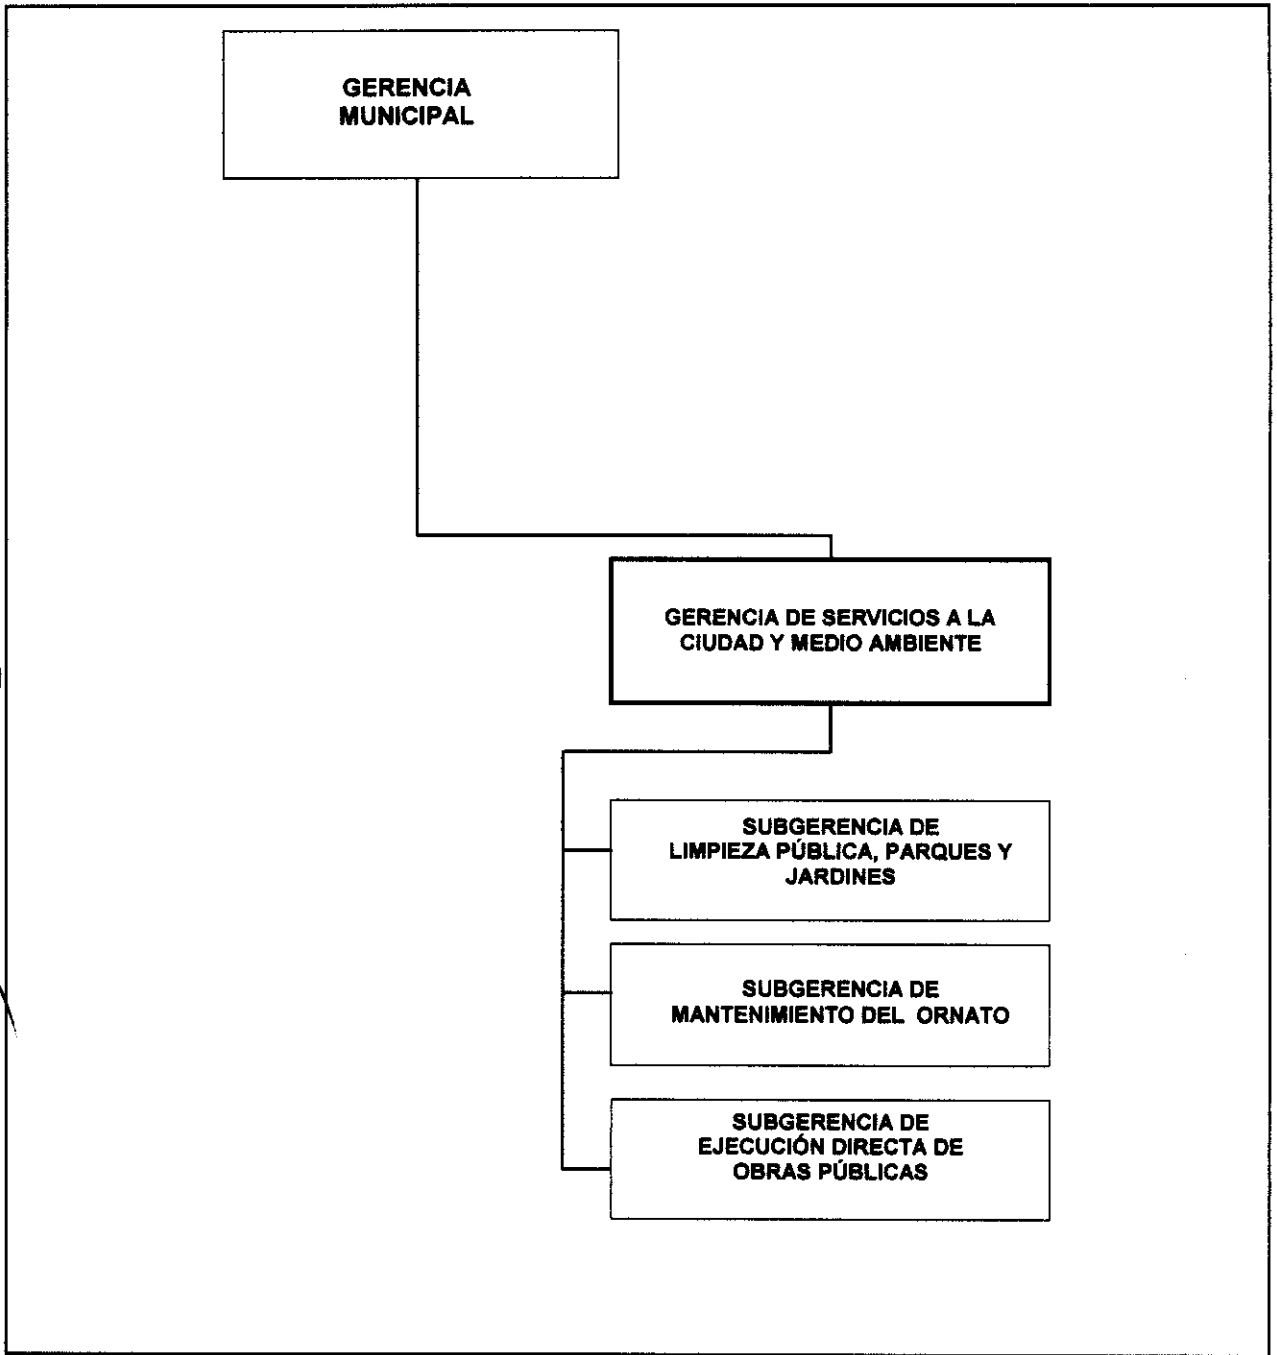 GERENCIA
MUNICIPAL
GERENCIA DE SERVICIOS A LA
CIUDAD Y MEDIO AMBIENTE
SUBGERENCIA DE
LIMPIEZA PÚBLICA, PARQUES Y
JARDINES
SUBGERENCIA DE
MANTENIMIENTO DEL ORNATO
SUBGERENCIA DE
EJECUCIÓN DIRECTA DE
OBRAS PÚBLICAS